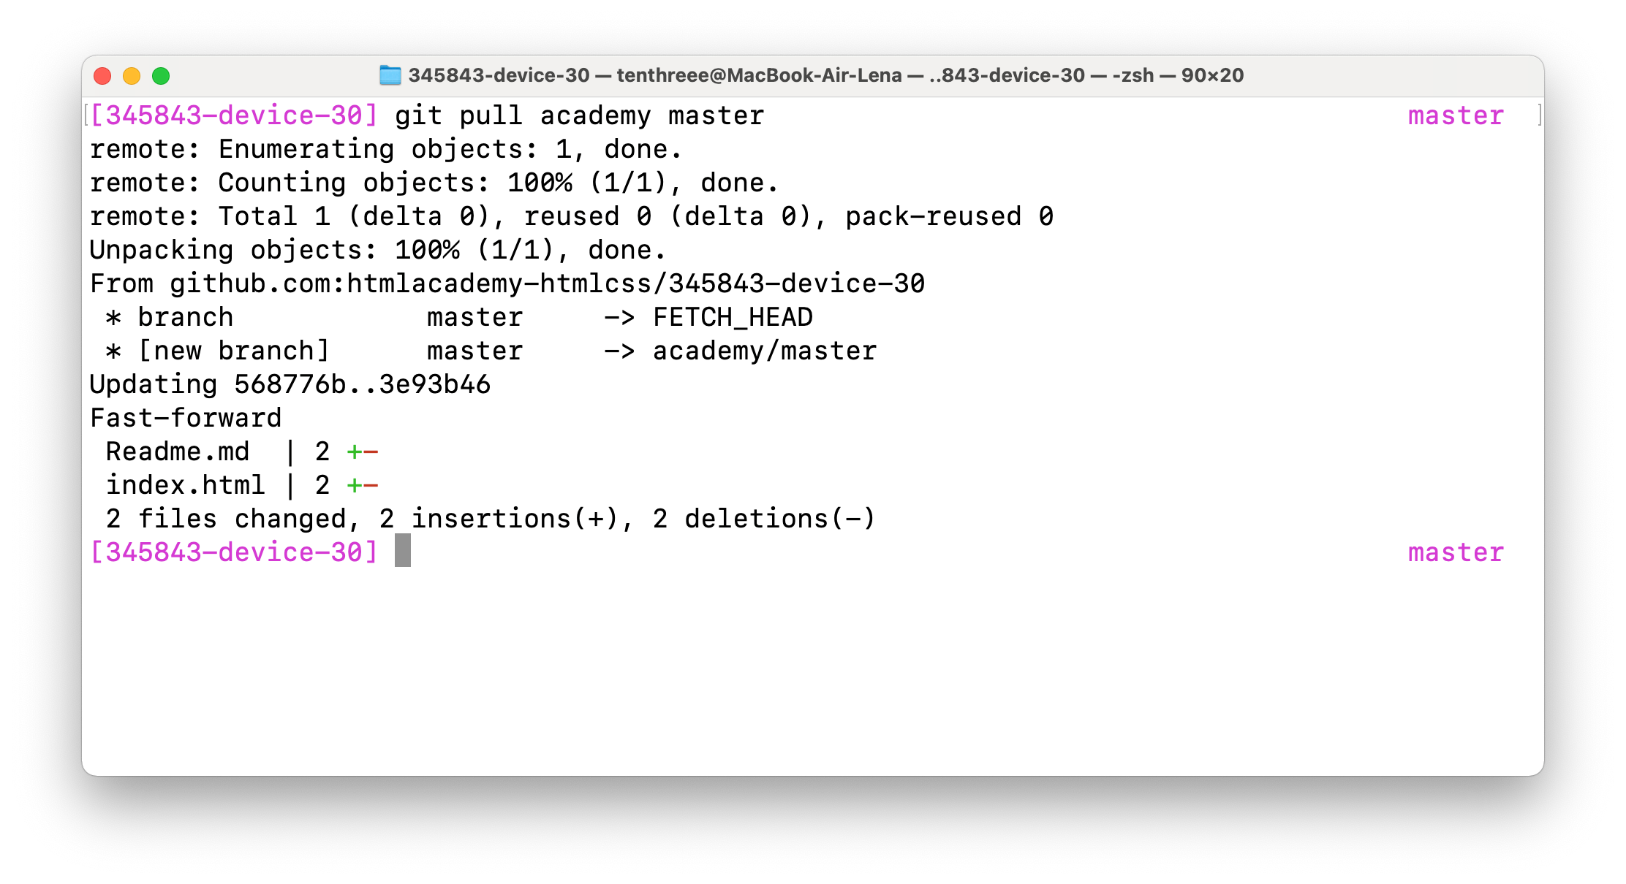 345843-device-30 — tenthreee@MacBook-Air-Lena — ..843-device-30 — -zsh — 90×20
[[345843-device-30] git pull academy master master ]
remote: Enumerating objects: 1, done.
remote: Counting objects: 100% (1/1), done.
remote: Total 1 (delta 0), reused 0 (delta 0), pack-reused 0
Unpacking objects: 100% (1/1), done.
From github.com:htmlacademy-htmlcss/345843-device-30
 * branch            master     -> FETCH_HEAD
 * [new branch]      master     -> academy/master
Updating 568776b..3e93b46
Fast-forward
 Readme.md  | 2 +-
 index.html | 2 +-
 2 files changed, 2 insertions(+), 2 deletions(-)
[345843-device-30] master